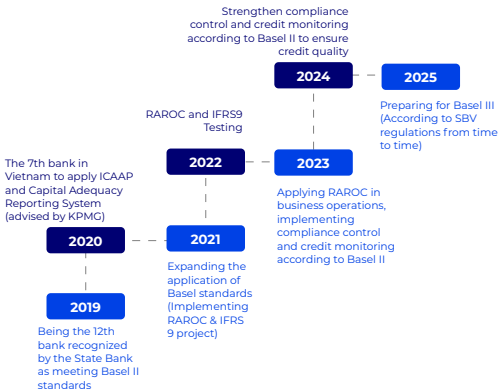 Strengthen compliance
control and credit monitoring
according to Basel II to ensure
credit quality
2024
2025
Preparing for Basel III
(According to SBV
regulations from time
to time)
RAROC and IFRS9
Testing
2022
2023
Applying RAROC in
business operations,
implementing
compliance control
and credit monitoring
according to Basel II
The 7th bank in
Vietnam to apply ICAAP
and Capital Adequacy
Reporting System
(advised by KPMG)
2020
2021
Expanding the
application of
Basel standards
(Implementing
RAROC & IFRS
9 project)
2019
Being the 12th
bank recognized
by the State Bank
as meeting Basel II
standards